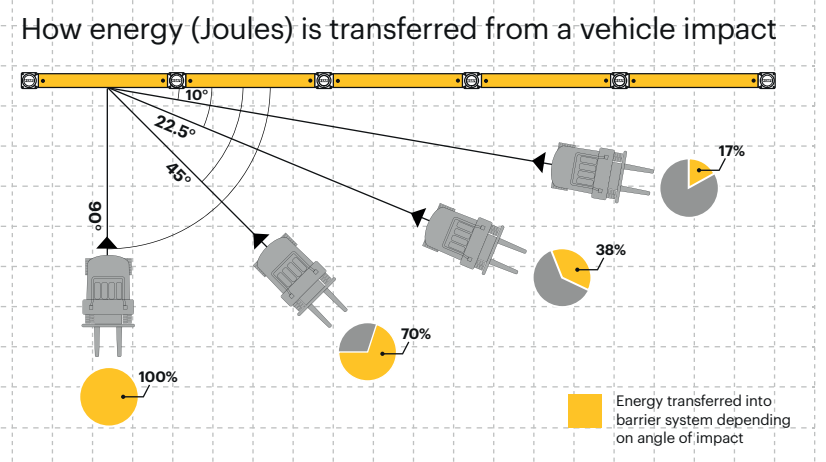 How energy (Joules) is transferred from a vehicle impact
10°
22.5°
45°
90°
17%
38%
70%
100%
Energy transferred into
barrier system depending
on angle of impact